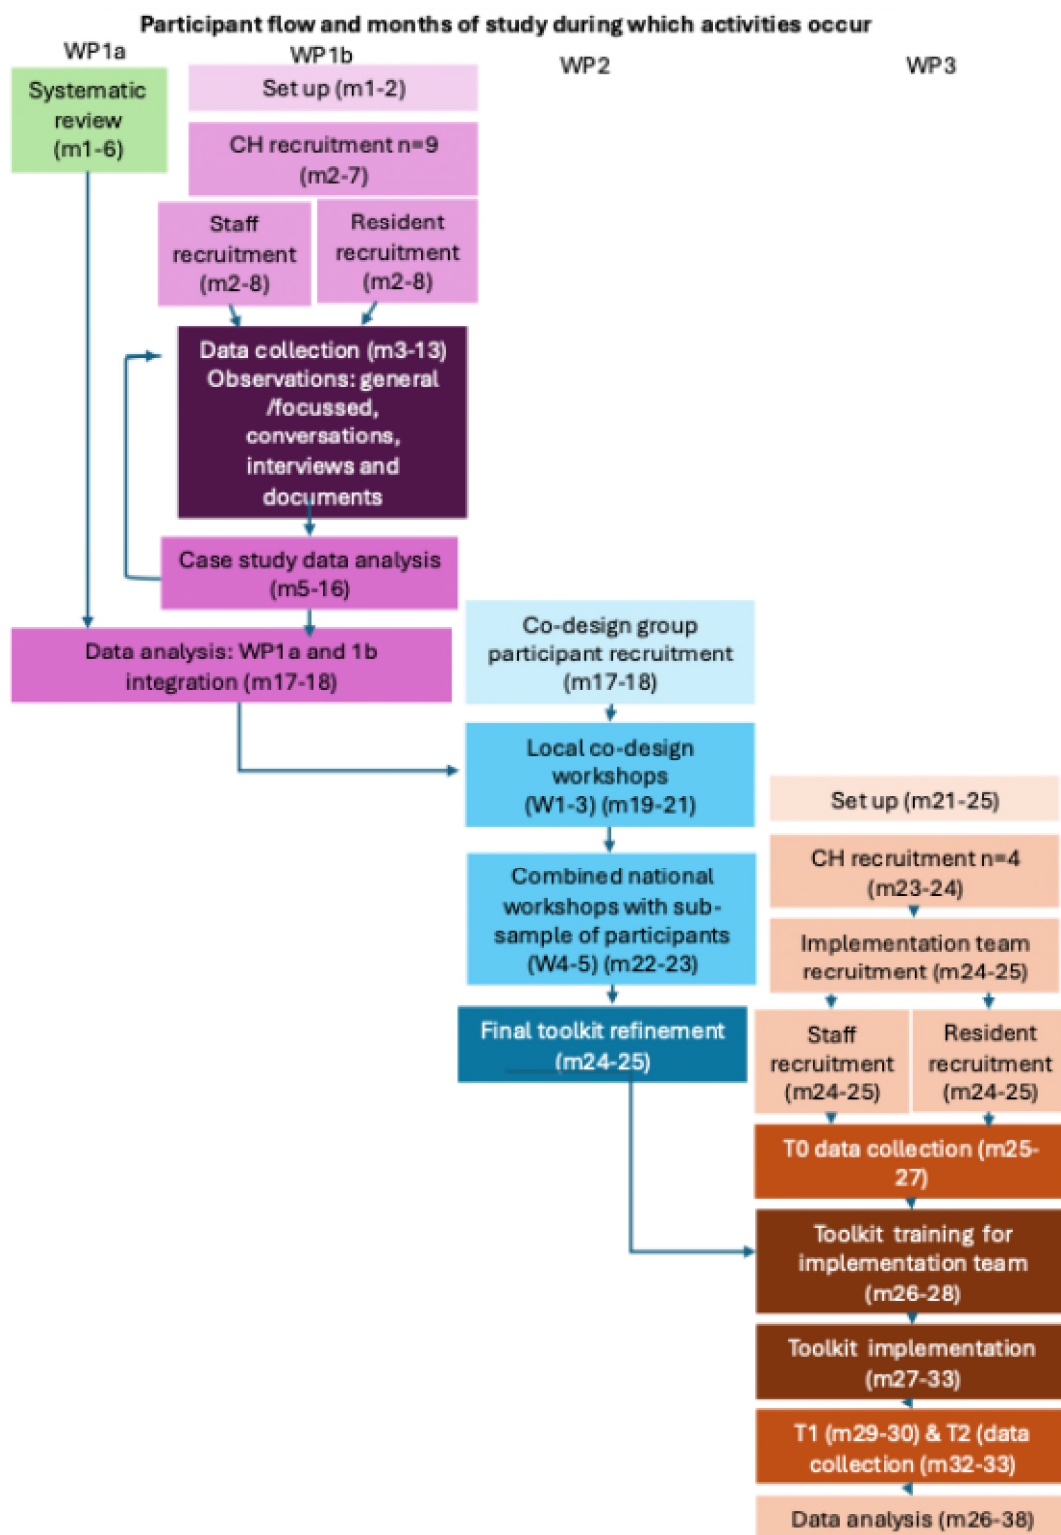 Participant flow and months of study during which activities occur
WP1a
WP1b
WP2
WP3
Systematic
review
(m1-6)
Set up (m1-2)
CH recruitment n=9
(m2-7)
Staff
recruitment
(m2-8)
Resident
recruitment
(m2-8)
Data collection (m3-13)
Observations: general
/focussed,
conversations,
interviews and
documents
Case study data analysis
(m5-16)
Data analysis: WP1a and 1b
integration (m17-18)
Co-design group
participant recruitment
(m17-18)
Local co-design
workshops
(W1-3) (m19-21)
Combined national
workshops with sub-
sample of participants
(W4-5) (m22-23)
Final toolkit refinement
(m24-25)
Set up (m21-25)
CH recruitment n=4
(m23-24)
Implementation team
recruitment (m24-25)
Staff
recruitment
(m24-25)
Resident
recruitment
(m24-25)
T0 data collection (m25-
27)
Toolkit training for
implementation team
(m26-28)
Toolkit implementation
(m27-33)
T1 (m29-30) & T2 (data
collection (m32-33)
Data analysis (m26-38)